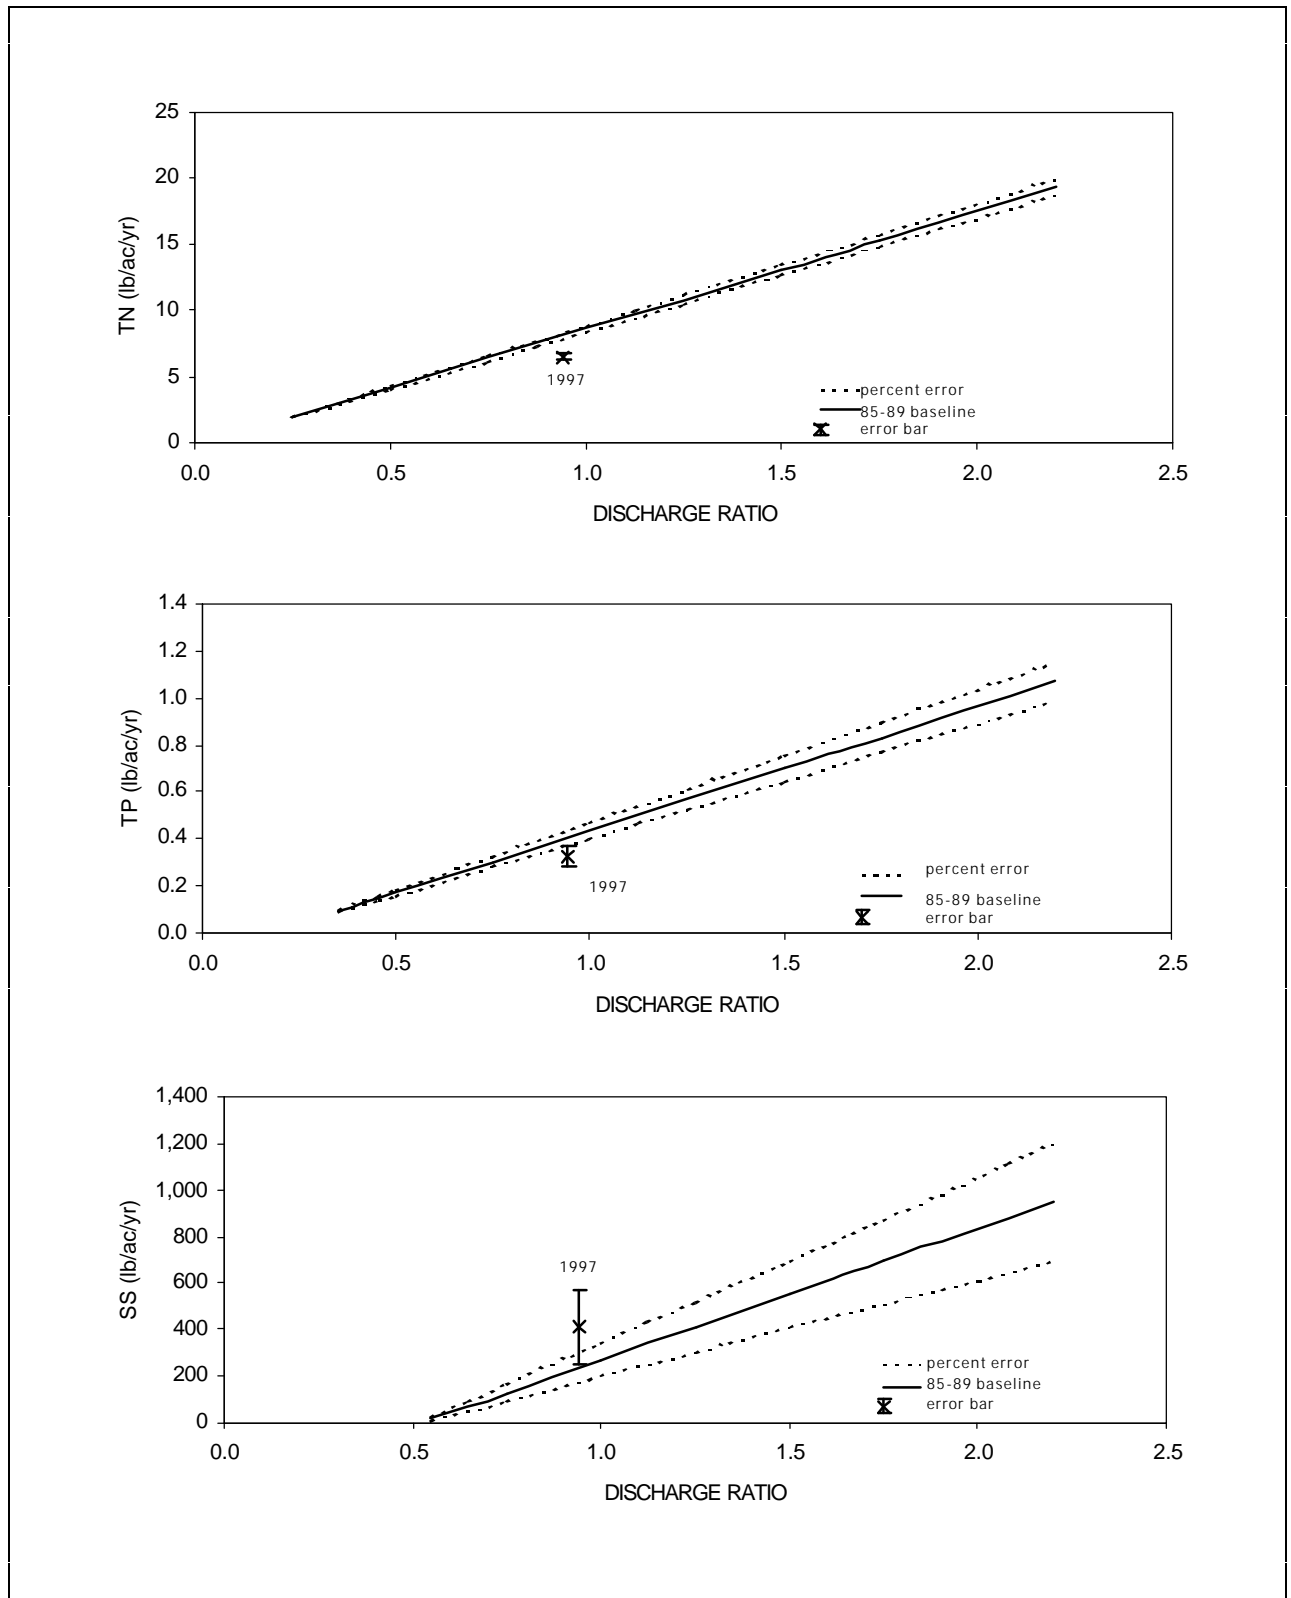 25
20
15
10
5
0
TN (lb/ac/yr)
1997
percent error
85-89 baseline
error bar
0.0 0.5 1.0 1.5 2.0 2.5
DISCHARGE RATIO
1.4
1.2
1.0
0.8
0.6
0.4
0.2
0.0
TP (lb/ac/yr)
1997
percent error
85-89 baseline
error bar
0.0 0.5 1.0 1.5 2.0 2.5
DISCHARGE RATIO
1,400
1,200
1,000
800
600
400
200
0
SS (lb/ac/yr)
1997
percent error
85-89 baseline
error bar
0.0 0.5 1.0 1.5 2.0 2.5
DISCHARGE RATIO